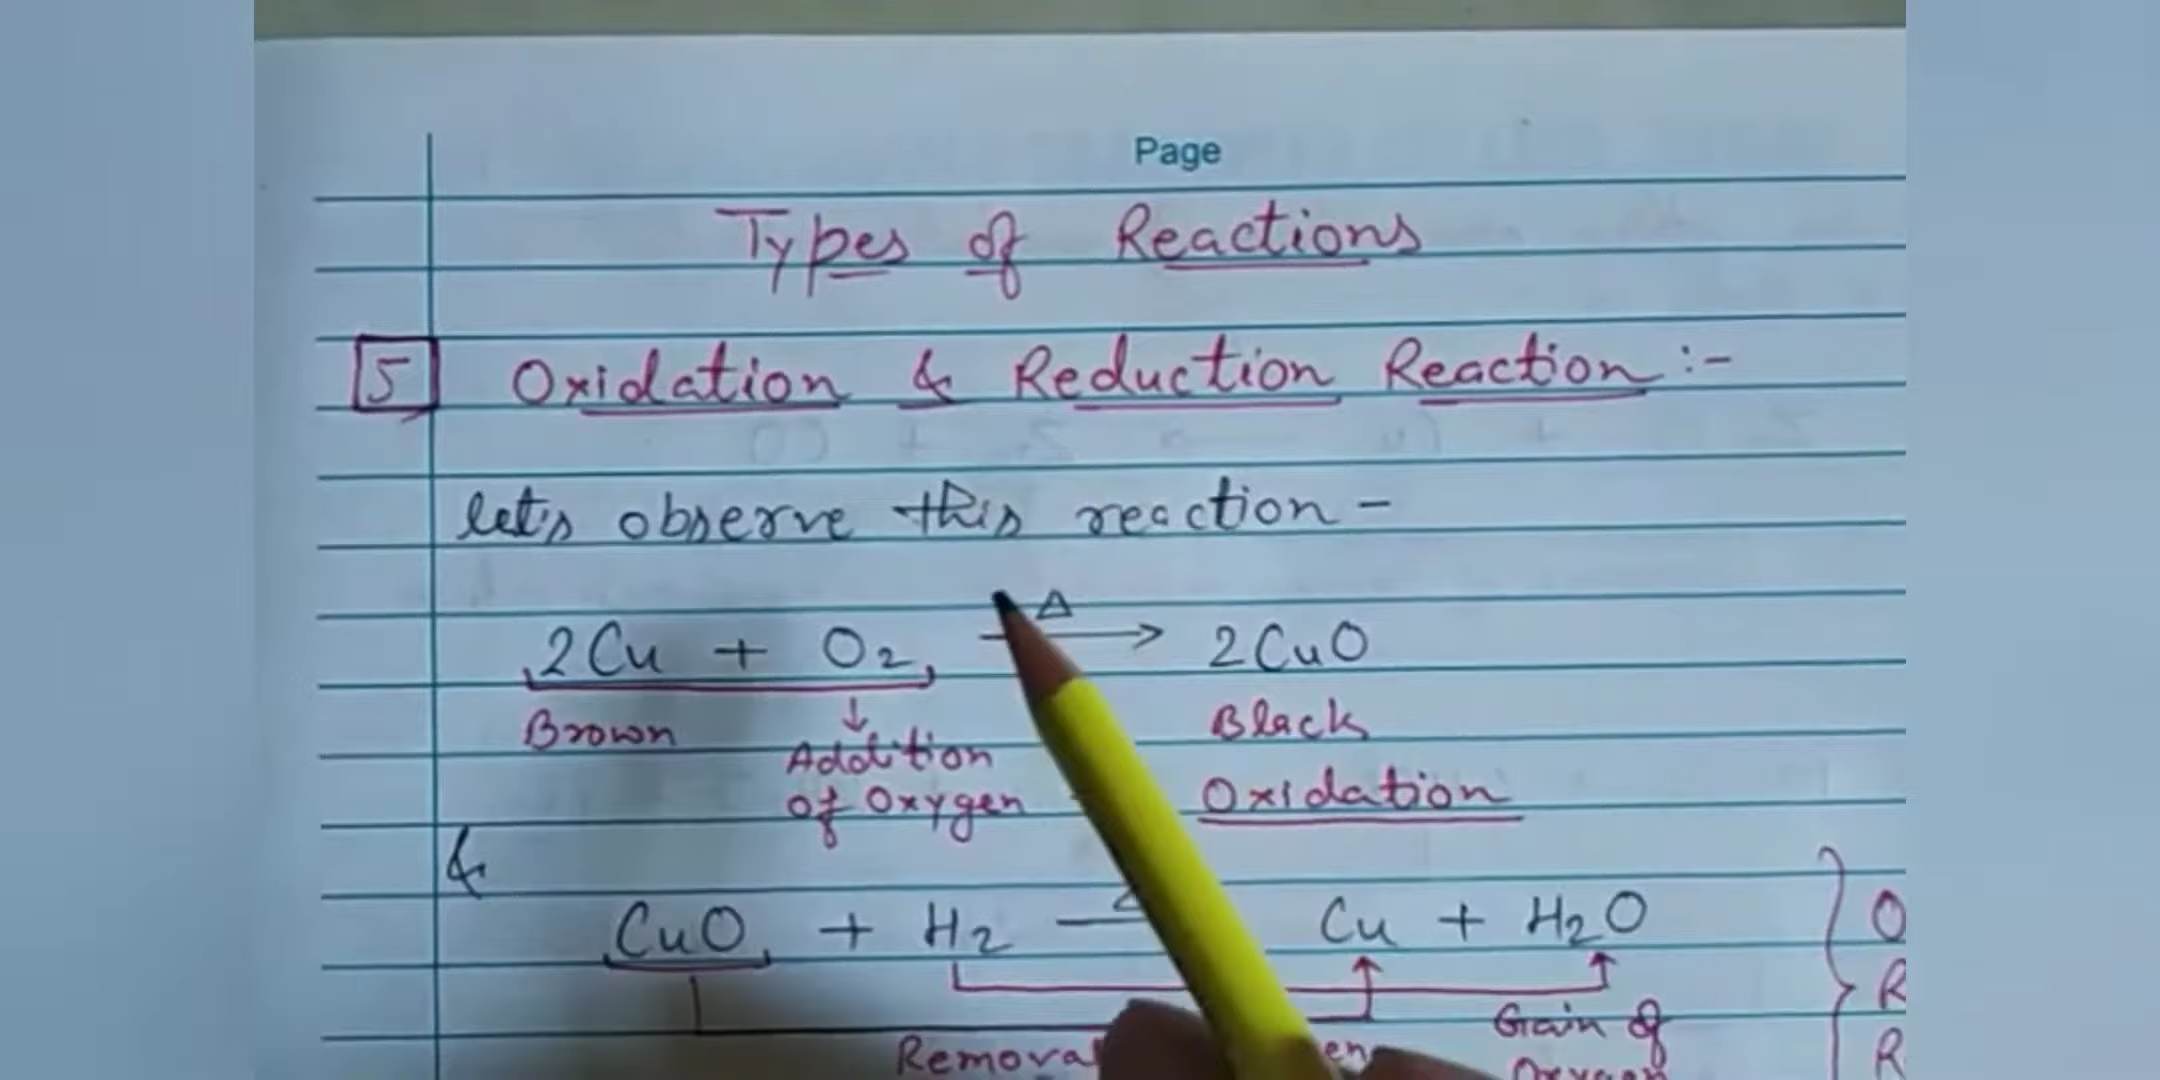 Page
Types of Reactions
5 Oxidation & Reduction Reaction :-
let's observe this reaction -
2Cu + O2 Δ→ 2CuO
Brown ↓ Black
Addition
of Oxygen Oxidation
&
CuO + H2 → Cu + H2O
Gain of
Oxygen